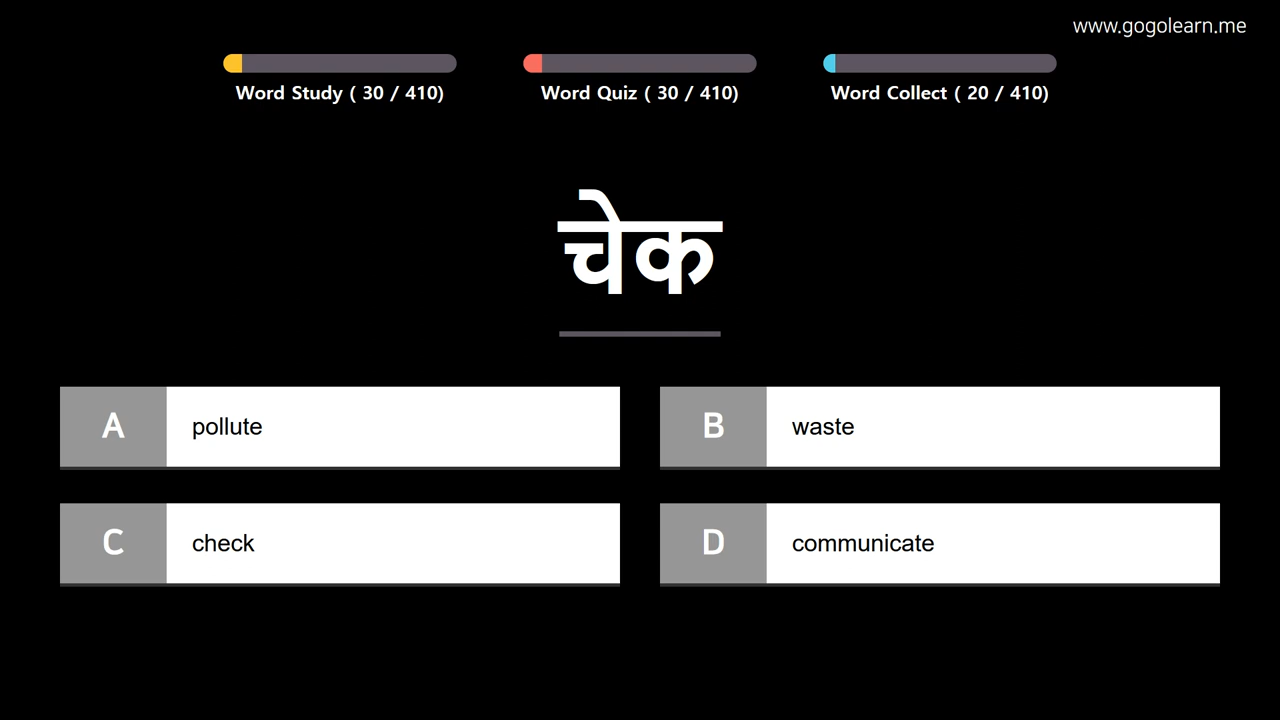 www.gogolearn.me
Word Study ( 30 / 410)
Word Quiz ( 30 / 410)
Word Collect ( 20 / 410)
चेक
A pollute
B waste
C check
D communicate